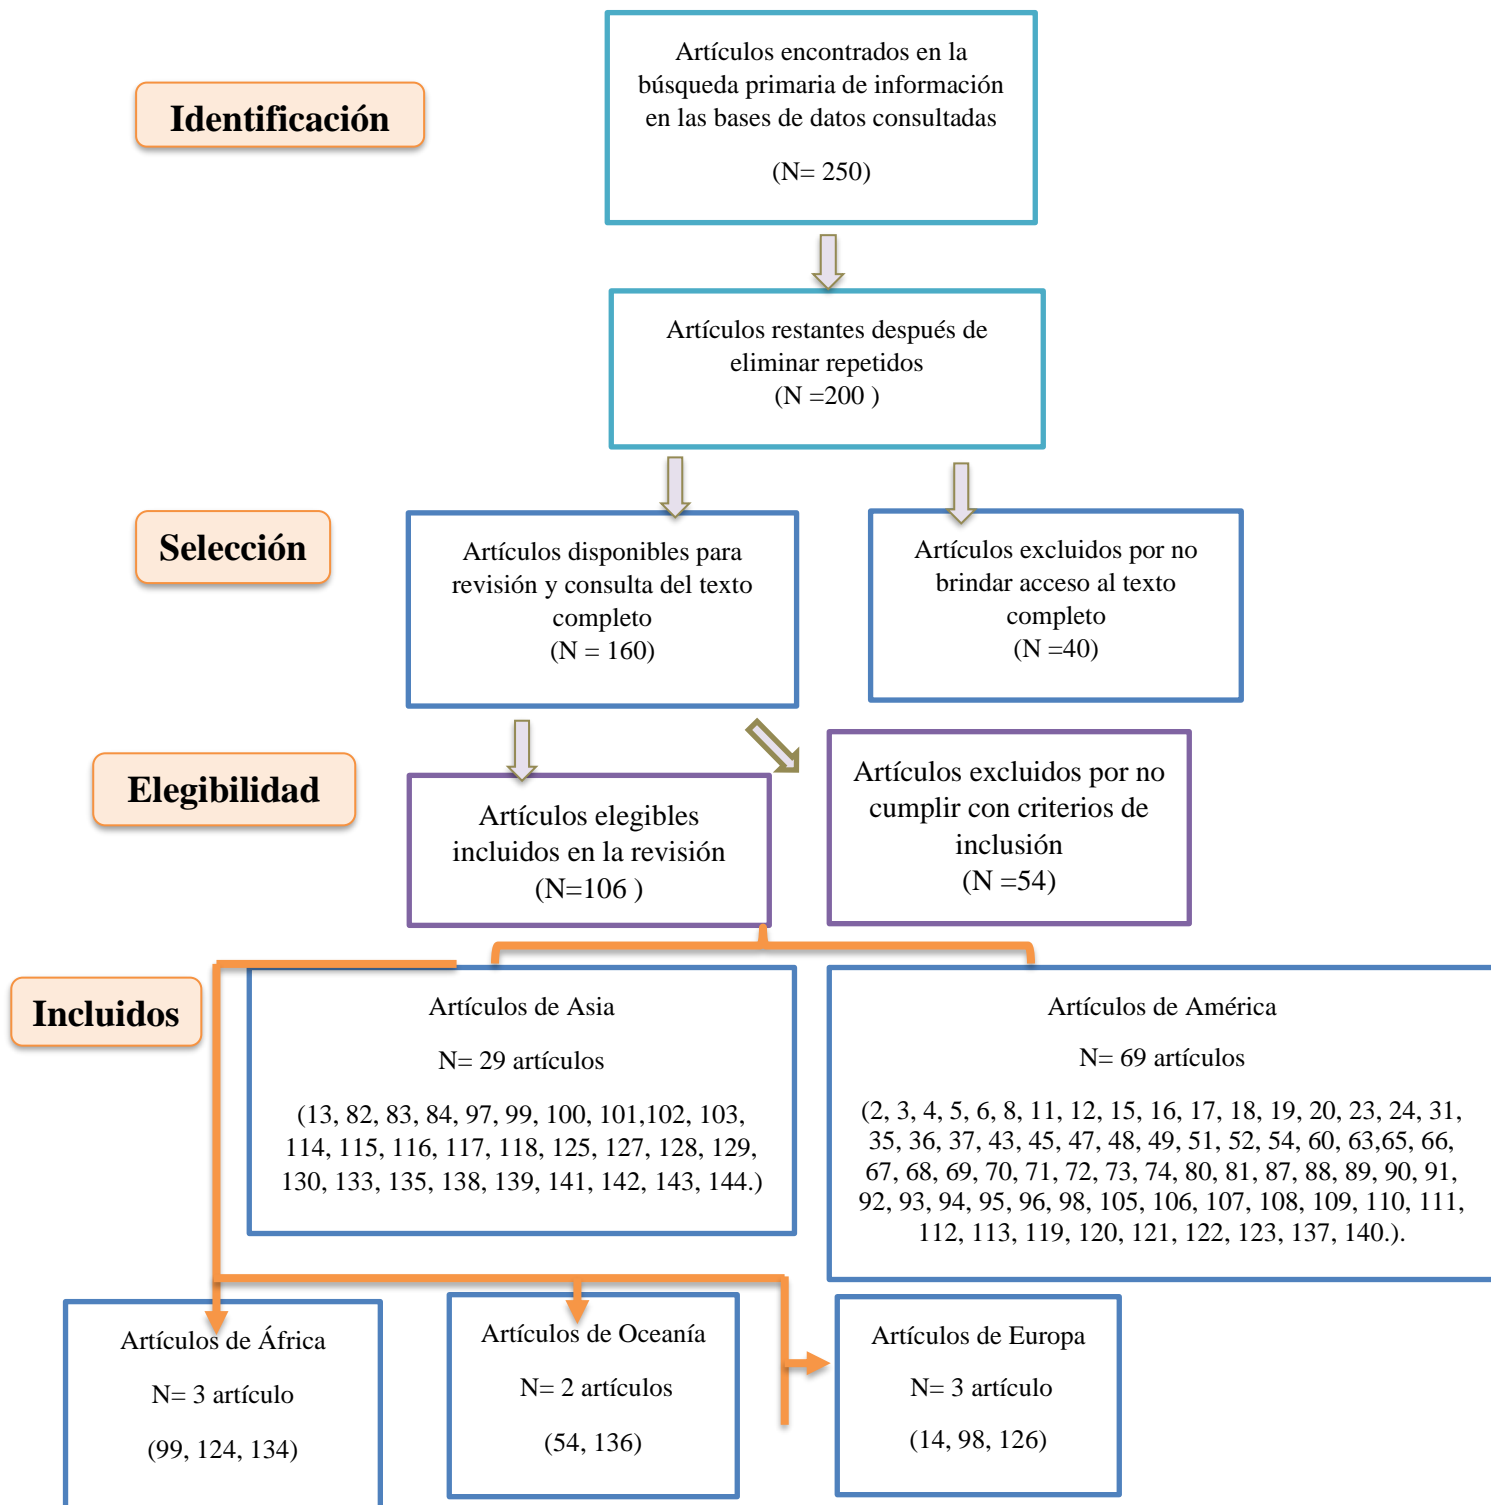 Identificación
Artículos encontrados en la
búsqueda primaria de información
en las bases de datos consultadas
(N= 250)
Artículos restantes después de
eliminar repetidos
(N =200 )
Selección
Artículos disponibles para
revisión y consulta del texto
completo
(N = 160)
Artículos excluidos por no
brindar acceso al texto
completo
(N =40)
Elegibilidad
Artículos elegibles
incluidos en la revisión
(N=106 )
Artículos excluidos por no
cumplir con criterios de
inclusión
(N =54)
Incluidos
Artículos de Asia
N= 29 artículos
(13, 82, 83, 84, 97, 99, 100, 101,102, 103,
114, 115, 116, 117, 118, 125, 127, 128, 129,
130, 133, 135, 138, 139, 141, 142, 143, 144.)
Artículos de América
N= 69 artículos
(2, 3, 4, 5, 6, 8, 11, 12, 15, 16, 17, 18, 19, 20, 23, 24, 31,
35, 36, 37, 43, 45, 47, 48, 49, 51, 52, 54, 60, 63,65, 66,
67, 68, 69, 70, 71, 72, 73, 74, 80, 81, 87, 88, 89, 90, 91,
92, 93, 94, 95, 96, 98, 105, 106, 107, 108, 109, 110, 111,
112, 113, 119, 120, 121, 122, 123, 137, 140.).
Artículos de África
N= 3 artículo
(99, 124, 134)
Artículos de Oceanía
N= 2 artículos
(54, 136)
Artículos de Europa
N= 3 artículo
(14, 98, 126)